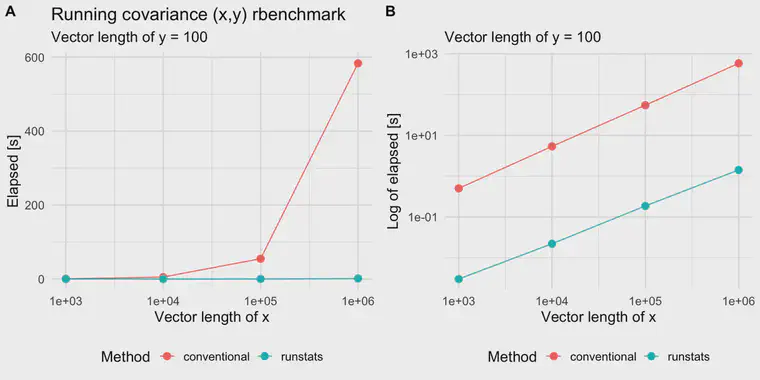 A
Running covariance (x,y) rbenchmark
Vector length of y = 100
Elapsed [s]
600
400
200
0
1e+03 1e+04 1e+05 1e+06
Vector length of x
Method conventional runstats
B
Vector length of y = 100
Log of elapsed [s]
1e+03
1e+01
1e-01
1e+03 1e+04 1e+05 1e+06
Vector length of x
Method conventional runstats